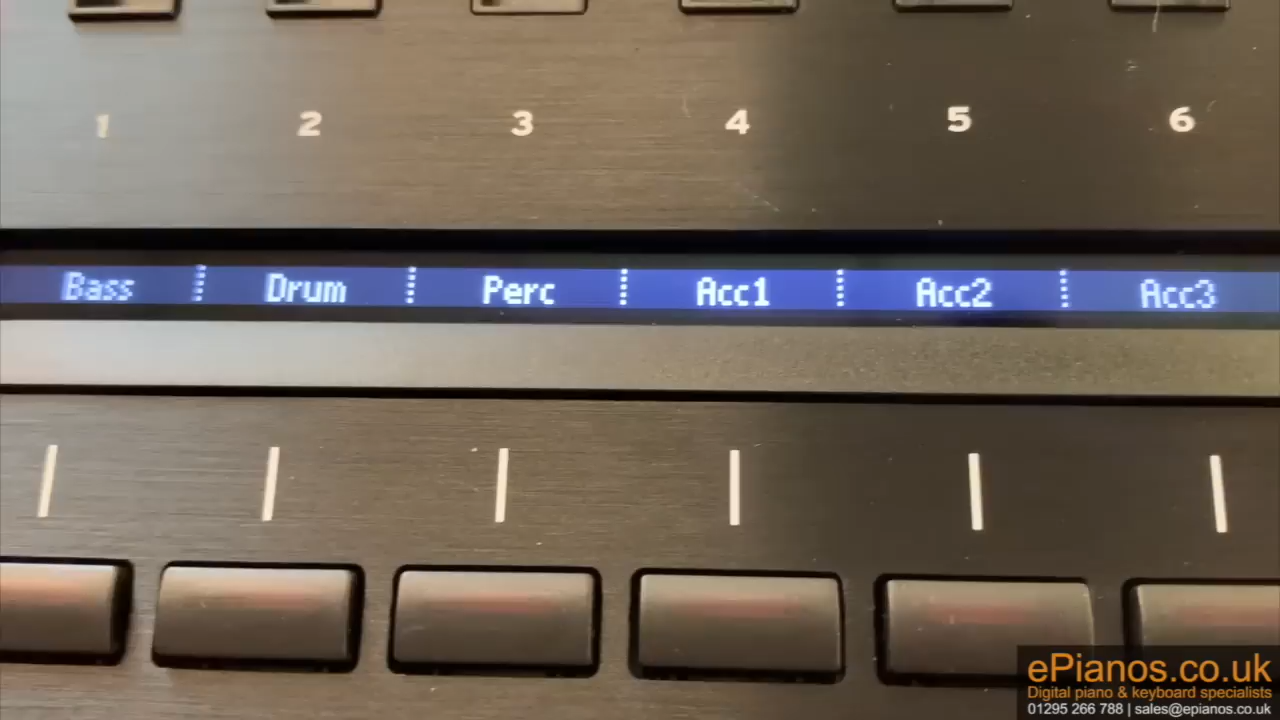 1 2 3 4 5 6
Bass Drum Perc Acc1 Acc2 Acc3
ePianos.co.uk
Digital piano & keyboard specialists
01295 266 788 | sales@epianos.co.uk